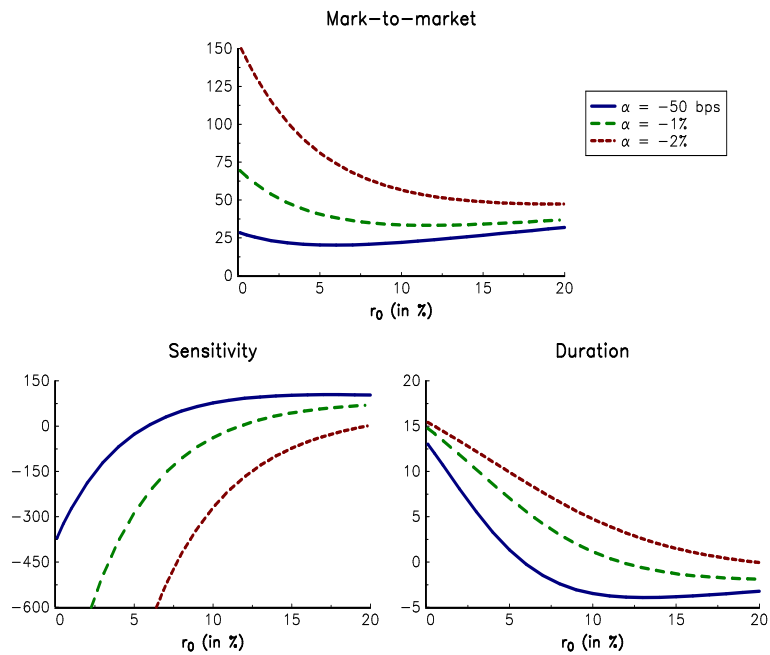 Mark-to-market
150
125
100
75
50
25
0
0 5 10 15 20
r₀ (in %)
α = -50 bps
α = -1%
α = -2%
Sensitivity
150
0
-150
-300
-450
-600
0 5 10 15 20
r₀ (in %)
Duration
20
15
10
5
0
-5
0 5 10 15 20
r₀ (in %)